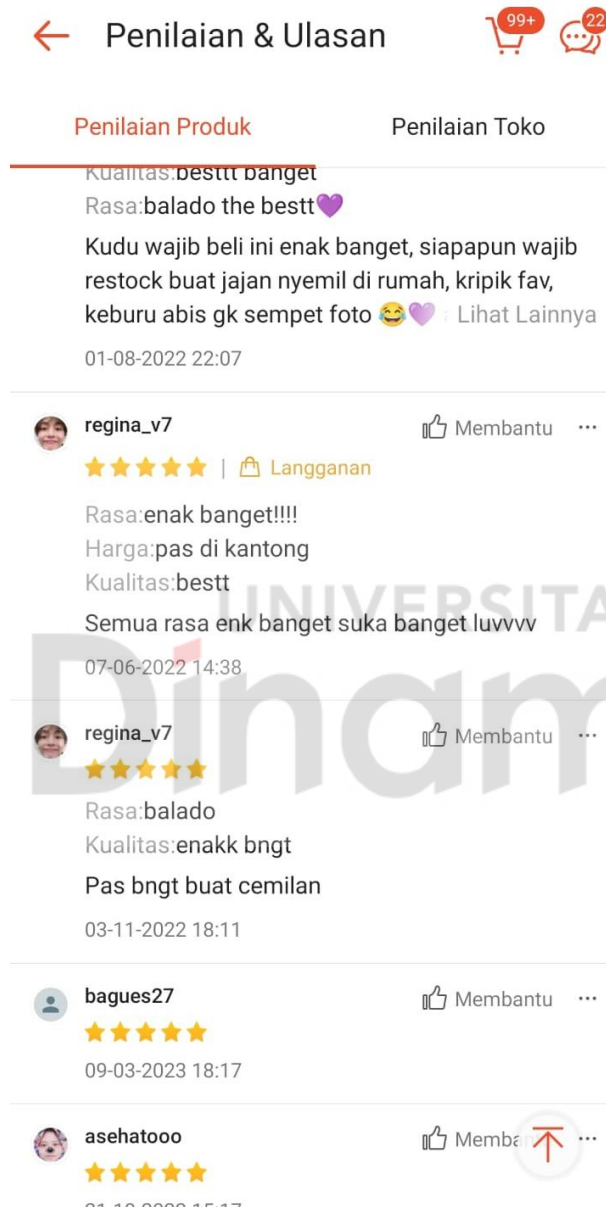 Penilaian & Ulasan
99+
22
Penilaian Produk
Penilaian Toko
Kualitas:besttt banget
Rasa:balado the bestt💜
Kudu wajib beli ini enak banget, siapapun wajib
restock buat jajan nyemil di rumah, kripik fav,
keburu abis gk sempet foto 😂💜 Lihat Lainnya
01-08-2022 22:07
regina_v7
Membantu
Langganan
Rasa:enak banget!!!!
Harga:pas di kantong
Kualitas:bestt
Semua rasa enk banget suka banget luvvvv
07-06-2022 14:38
UNIVERSITA
Dinam
regina_v7
Membantu
Rasa:balado
Kualitas:enakk bngt
Pas bngt buat cemilan
03-11-2022 18:11
bagues27
Membantu
09-03-2023 18:17
asehatooo
Memba